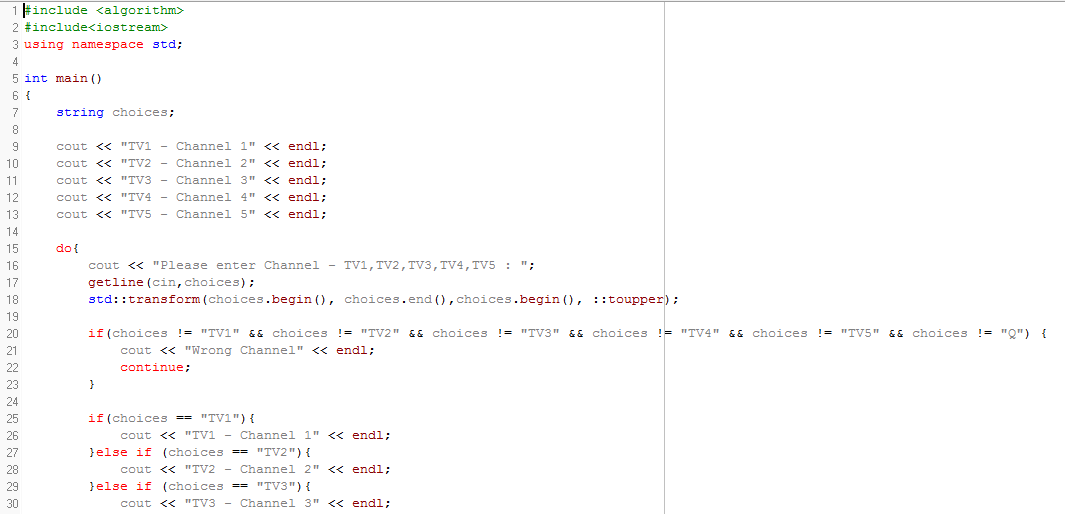 1 #include <algorithm>
2 #include<iostream>
3 using namespace std;
4
5 int main()
6 {
7     string choices;
8
9     cout << "TV1 - Channel 1" << endl;
10     cout << "TV2 - Channel 2" << endl;
11     cout << "TV3 - Channel 3" << endl;
12     cout << "TV4 - Channel 4" << endl;
13     cout << "TV5 - Channel 5" << endl;
14
15     do{
16         cout << "Please enter Channel - TV1,TV2,TV3,TV4,TV5 : ";
17         getline(cin,choices);
18         std::transform(choices.begin(), choices.end(),choices.begin(), ::toupper);
19
20         if(choices != "TV1" && choices != "TV2" && choices != "TV3" && choices != "TV4" && choices != "TV5" && choices != "Q") {
21             cout << "Wrong Channel" << endl;
22             continue;
23         }
24
25         if(choices == "TV1"){
26             cout << "TV1 - Channel 1" << endl;
27         }else if (choices == "TV2"){
28             cout << "TV2 - Channel 2" << endl;
29         }else if (choices == "TV3"){
30             cout << "TV3 - Channel 3" << endl;